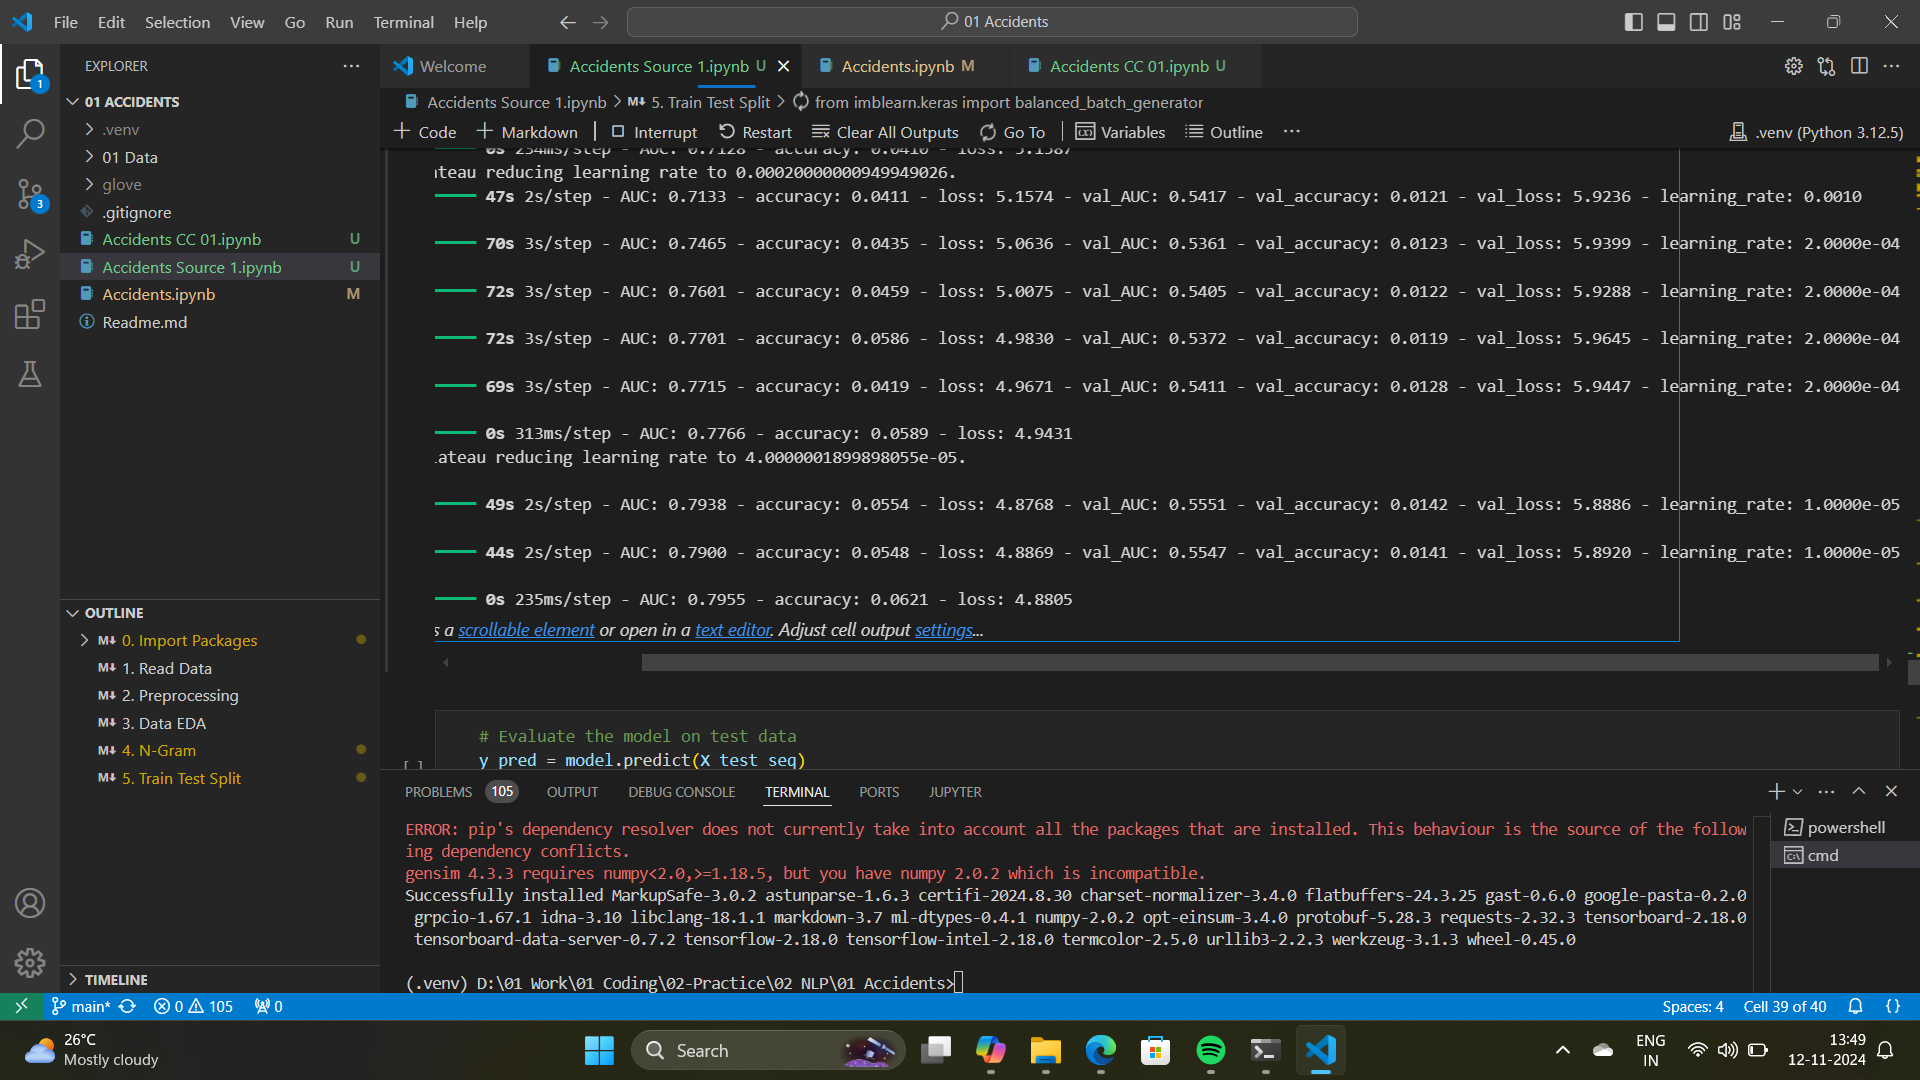 File Edit Selection View Go Run Terminal Help
01 Accidents
EXPLORER
01 ACCIDENTS
.venv
01 Data
glove
.gitignore
Accidents CC 01.ipynb U
Accidents Source 1.ipynb U
Accidents.ipynb M
Readme.md
1
3
OUTLINE
0. Import Packages
1. Read Data
2. Preprocessing
3. Data EDA
4. N-Gram
5. Train Test Split
TIMELINE
Welcome
Accidents Source 1.ipynb U
Accidents.ipynb M
Accidents CC 01.ipynb U
Accidents Source 1.ipynb > M↓ 5. Train Test Split > from imblearn.keras import balanced_batch_generator
+ Code + Markdown Interrupt Restart Clear All Outputs Go To Variables Outline ...
.venv (Python 3.12.5)
0s 234ms/step - AUC: 0.7128 - accuracy: 0.0410 - loss: 5.1587
ateau reducing learning rate to 0.00020000000949949026.
47s 2s/step - AUC: 0.7133 - accuracy: 0.0411 - loss: 5.1574 - val_AUC: 0.5417 - val_accuracy: 0.0121 - val_loss: 5.9236 - learning_rate: 0.0010
70s 3s/step - AUC: 0.7465 - accuracy: 0.0435 - loss: 5.0636 - val_AUC: 0.5361 - val_accuracy: 0.0123 - val_loss: 5.9399 - learning_rate: 2.0000e-04
72s 3s/step - AUC: 0.7601 - accuracy: 0.0459 - loss: 5.0075 - val_AUC: 0.5405 - val_accuracy: 0.0122 - val_loss: 5.9288 - learning_rate: 2.0000e-04
72s 3s/step - AUC: 0.7701 - accuracy: 0.0586 - loss: 4.9830 - val_AUC: 0.5372 - val_accuracy: 0.0119 - val_loss: 5.9645 - learning_rate: 2.0000e-04
69s 3s/step - AUC: 0.7715 - accuracy: 0.0419 - loss: 4.9671 - val_AUC: 0.5411 - val_accuracy: 0.0128 - val_loss: 5.9447 - learning_rate: 2.0000e-04
0s 313ms/step - AUC: 0.7766 - accuracy: 0.0589 - loss: 4.9431
ateau reducing learning rate to 4.0000001899898055e-05.
49s 2s/step - AUC: 0.7938 - accuracy: 0.0554 - loss: 4.8768 - val_AUC: 0.5551 - val_accuracy: 0.0142 - val_loss: 5.8886 - learning_rate: 1.0000e-05
44s 2s/step - AUC: 0.7900 - accuracy: 0.0548 - loss: 4.8869 - val_AUC: 0.5547 - val_accuracy: 0.0141 - val_loss: 5.8920 - learning_rate: 1.0000e-05
0s 235ms/step - AUC: 0.7955 - accuracy: 0.0621 - loss: 4.8805
s a scrollable element or open in a text editor. Adjust cell output settings...
# Evaluate the model on test data
y_pred = model.predict(X_test_seq)
[ ]
PROBLEMS 105 OUTPUT DEBUG CONSOLE TERMINAL PORTS JUPYTER
ERROR: pip's dependency resolver does not currently take into account all the packages that are installed. This behaviour is the source of the follow
ing dependency conflicts.
gensim 4.3.3 requires numpy<2.0,>=1.18.5, but you have numpy 2.0.2 which is incompatible.
Successfully installed MarkupSafe-3.0.2 astunparse-1.6.3 certifi-2024.8.30 charset-normalizer-3.4.0 flatbuffers-24.3.25 gast-0.6.0 google-pasta-0.2.0
grpcio-1.67.1 idna-3.10 libclang-18.1.1 markdown-3.7 ml-dtypes-0.4.1 numpy-2.0.2 opt-einsum-3.4.0 protobuf-5.28.3 requests-2.32.3 tensorboard-2.18.0
tensorboard-data-server-0.7.2 tensorflow-2.18.0 tensorflow-intel-2.18.0 termcolor-2.5.0 urllib3-2.2.3 werkzeug-3.1.3 wheel-0.45.0
(.venv) D:\01 Work\01 Coding\02-Practice\02 NLP\01 Accidents>
powershell
cmd
main* 0 105 0
Spaces: 4 Cell 39 of 40
26°C
Mostly cloudy
Search
ENG
IN
13:49
12-11-2024